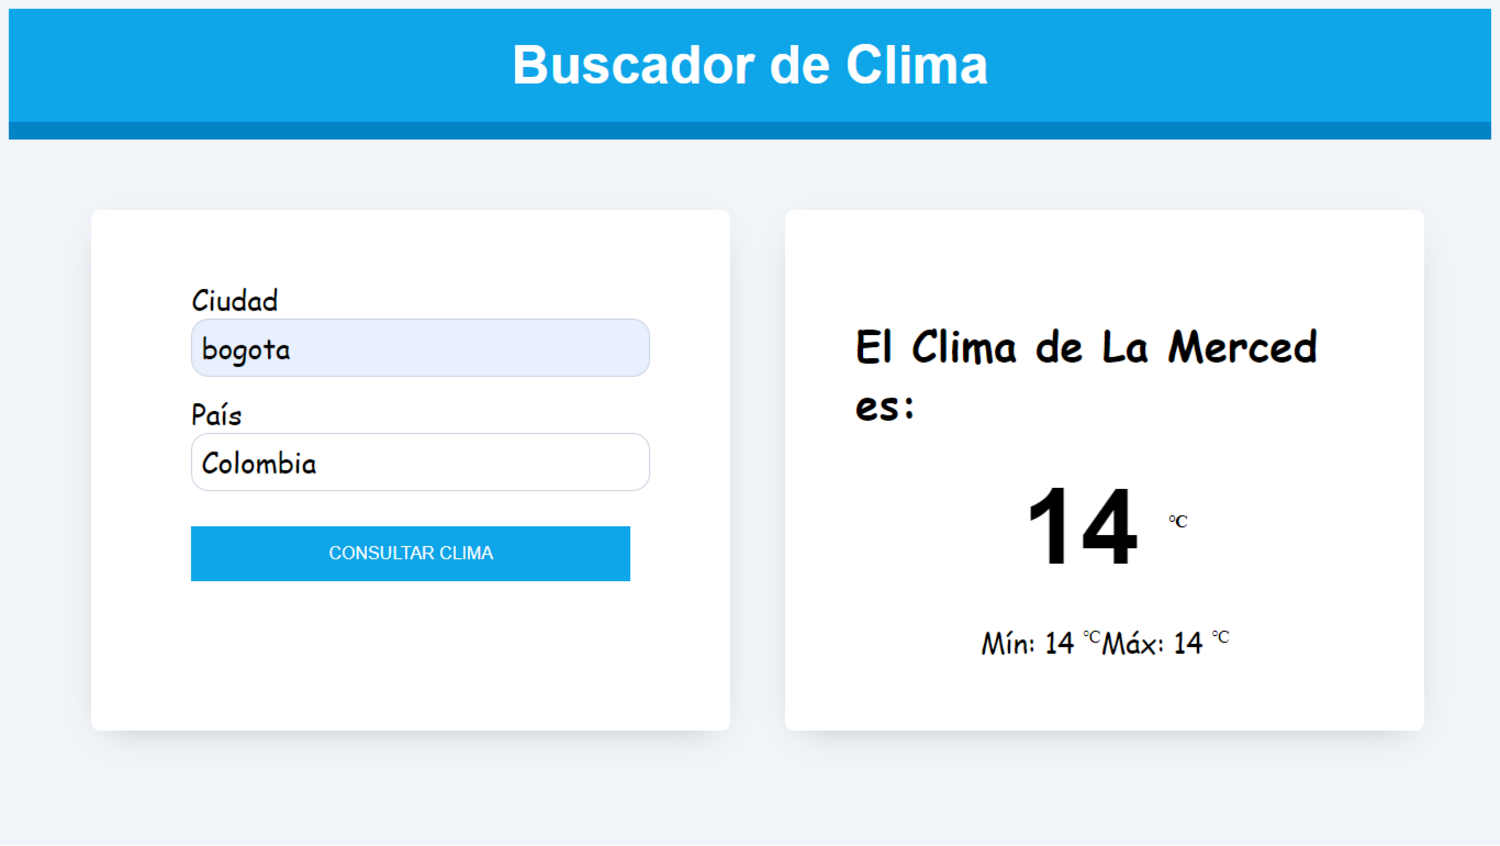 Buscador de Clima
Ciudad
bogota
País
Colombia
CONSULTAR CLIMA
El Clima de La Merced
es:
14 °C
Mín: 14 °CMáx: 14 °C